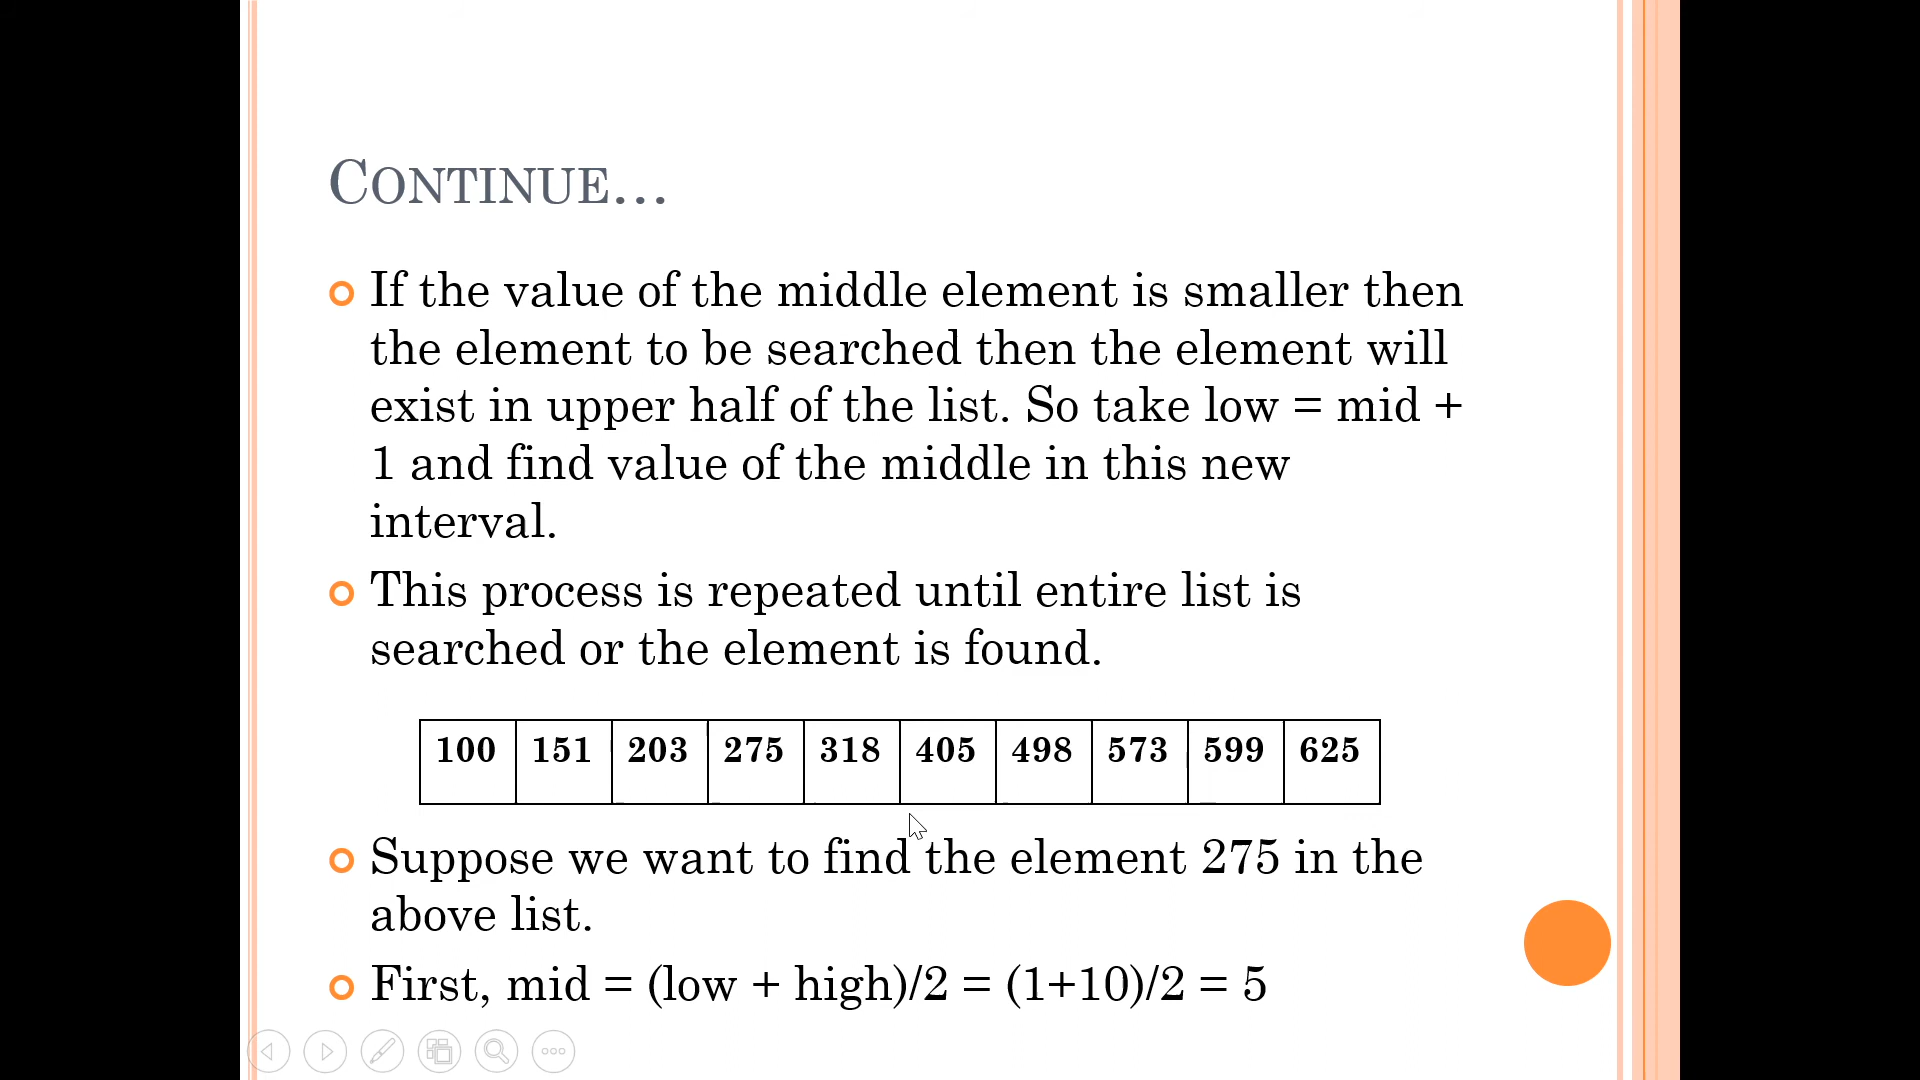 CONTINUE...
If the value of the middle element is smaller then
the element to be searched then the element will
exist in upper half of the list. So take low = mid +
1 and find value of the middle in this new
interval.
This process is repeated until entire list is
searched or the element is found.
100 151 203 275 318 405 498 573 599 625
Suppose we want to find the element 275 in the
above list.
First, mid = (low + high)/2 = (1+10)/2 = 5